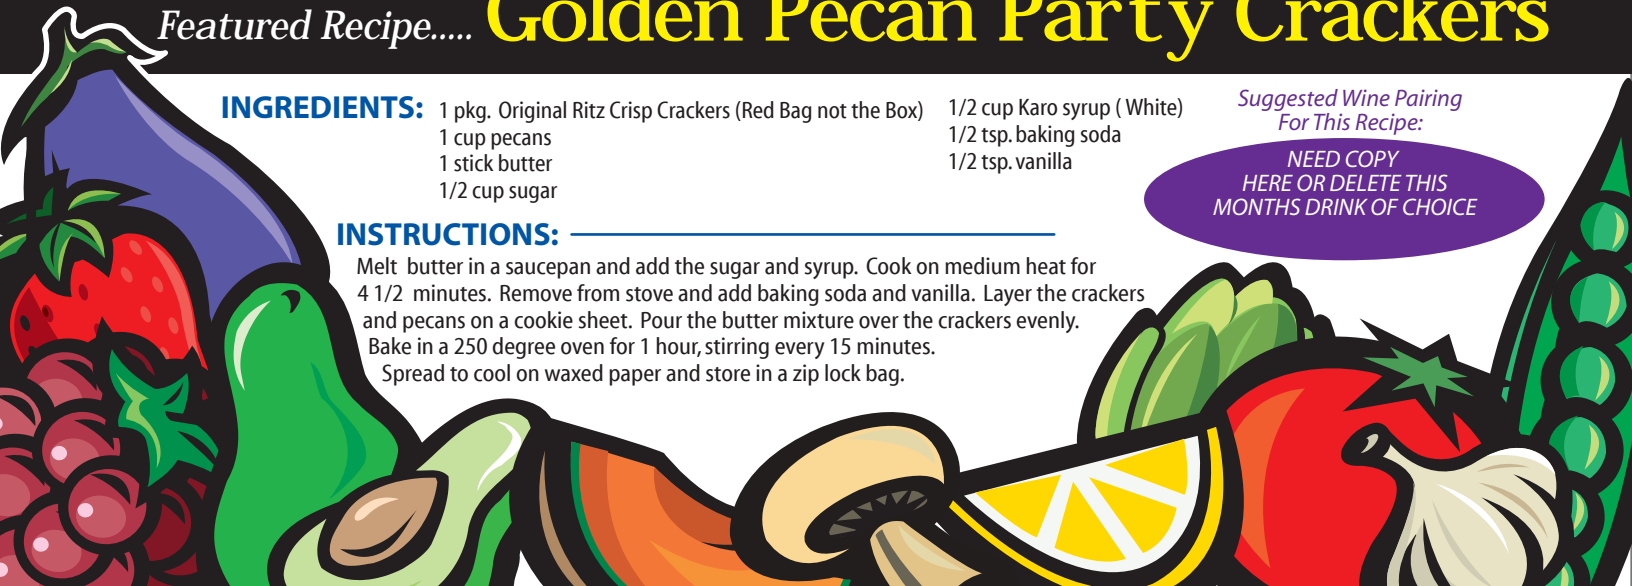 Featured Recipe..... Golden Pecan Party Crackers
INGREDIENTS:
1 pkg. Original Ritz Crisp Crackers (Red Bag not the Box)
1 cup pecans
1 stick butter
1/2 cup sugar
1/2 cup Karo syrup ( White)
1/2 tsp. baking soda
1/2 tsp. vanilla
Suggested Wine Pairing
For This Recipe:
NEED COPY
HERE OR DELETE THIS
MONTHS DRINK OF CHOICE
INSTRUCTIONS:
Melt butter in a saucepan and add the sugar and syrup. Cook on medium heat for
4 1/2 minutes. Remove from stove and add baking soda and vanilla. Layer the crackers
and pecans on a cookie sheet. Pour the butter mixture over the crackers evenly.
Bake in a 250 degree oven for 1 hour, stirring every 15 minutes.
Spread to cool on waxed paper and store in a zip lock bag.